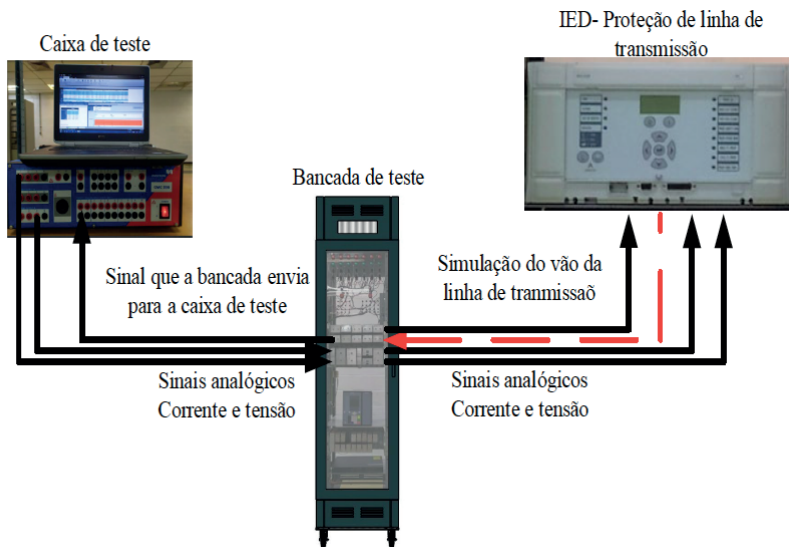 Caixa de teste
IED- Proteção de linha de
transmissão
Bancada de teste
Sinal que a bancada envia
para a caixa de teste
Simulação do vão da
linha de tranmissaõ
Sinais analógicos
Corrente e tensão
Sinais analógicos
Corrente e tensão